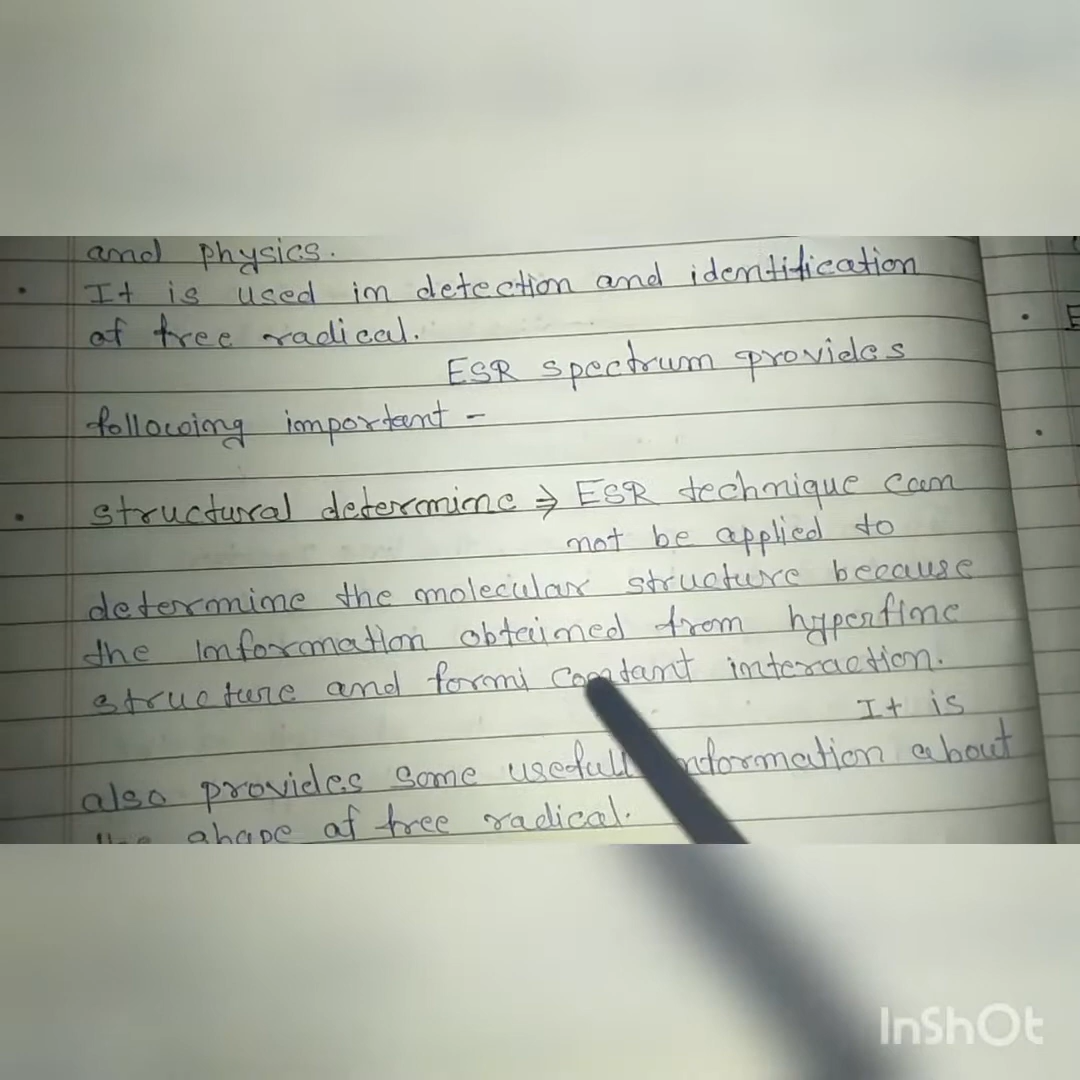 and physics.
• It is used in detection and identification
of free radical.
ESR spectrum provides
following important -
• structural determine ⇒ ESR technique can
not be applied to
determine the molecular structure because
the information obtained from hyperfine
structure and formi contant interaction.
It is
also provides some usefull information about
the shape of free radical.
InShOt